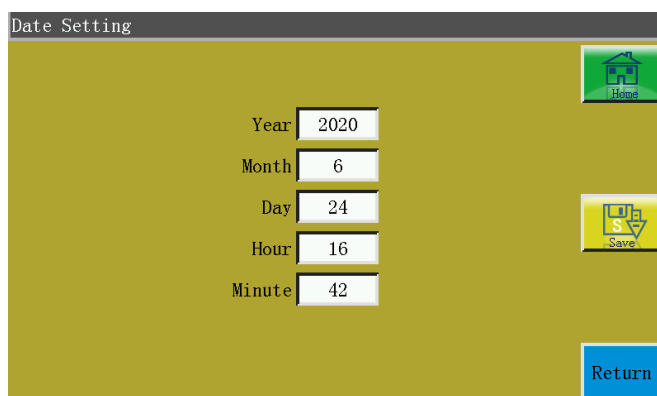 Date Setting
Home
Year 2020
Month 6
Day 24
S
Save
Hour 16
Minute 42
Return